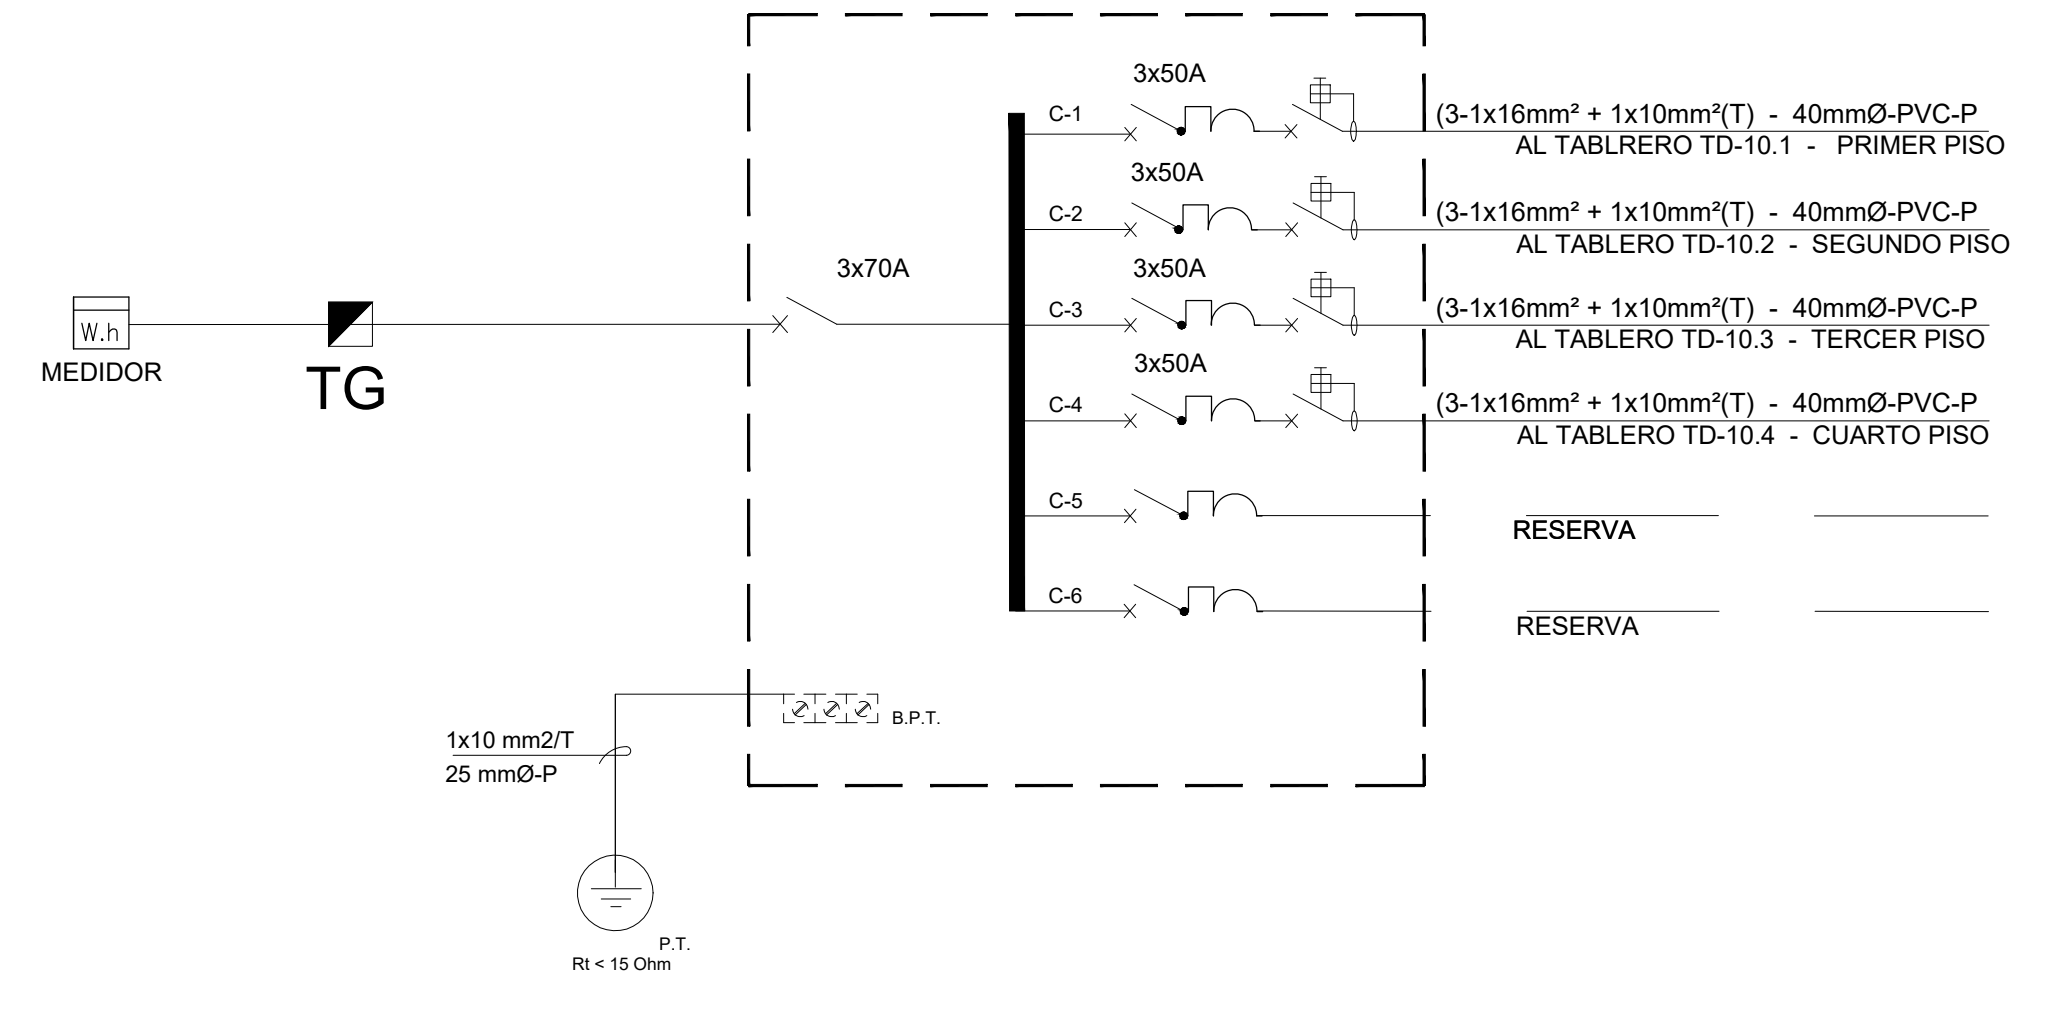 3x50A
C-1
(3-1x16mm² + 1x10mm²(T)  -  40mmØ-PVC-P
AL TABLRERO TD-10.1  -   PRIMER PISO
3x50A
C-2
(3-1x16mm² + 1x10mm²(T)  -  40mmØ-PVC-P
AL TABLERO TD-10.2  -  SEGUNDO PISO
3x70A
3x50A
C-3
(3-1x16mm² + 1x10mm²(T)  -  40mmØ-PVC-P
AL TABLERO TD-10.3  -  TERCER PISO
W.h
MEDIDOR
TG
3x50A
C-4
(3-1x16mm² + 1x10mm²(T)  -  40mmØ-PVC-P
AL TABLERO TD-10.4  -  CUARTO PISO
C-5
RESERVA
C-6
RESERVA
B.P.T.
1x10 mm2/T
25 mmØ-P
P.T.
Rt < 15 Ohm